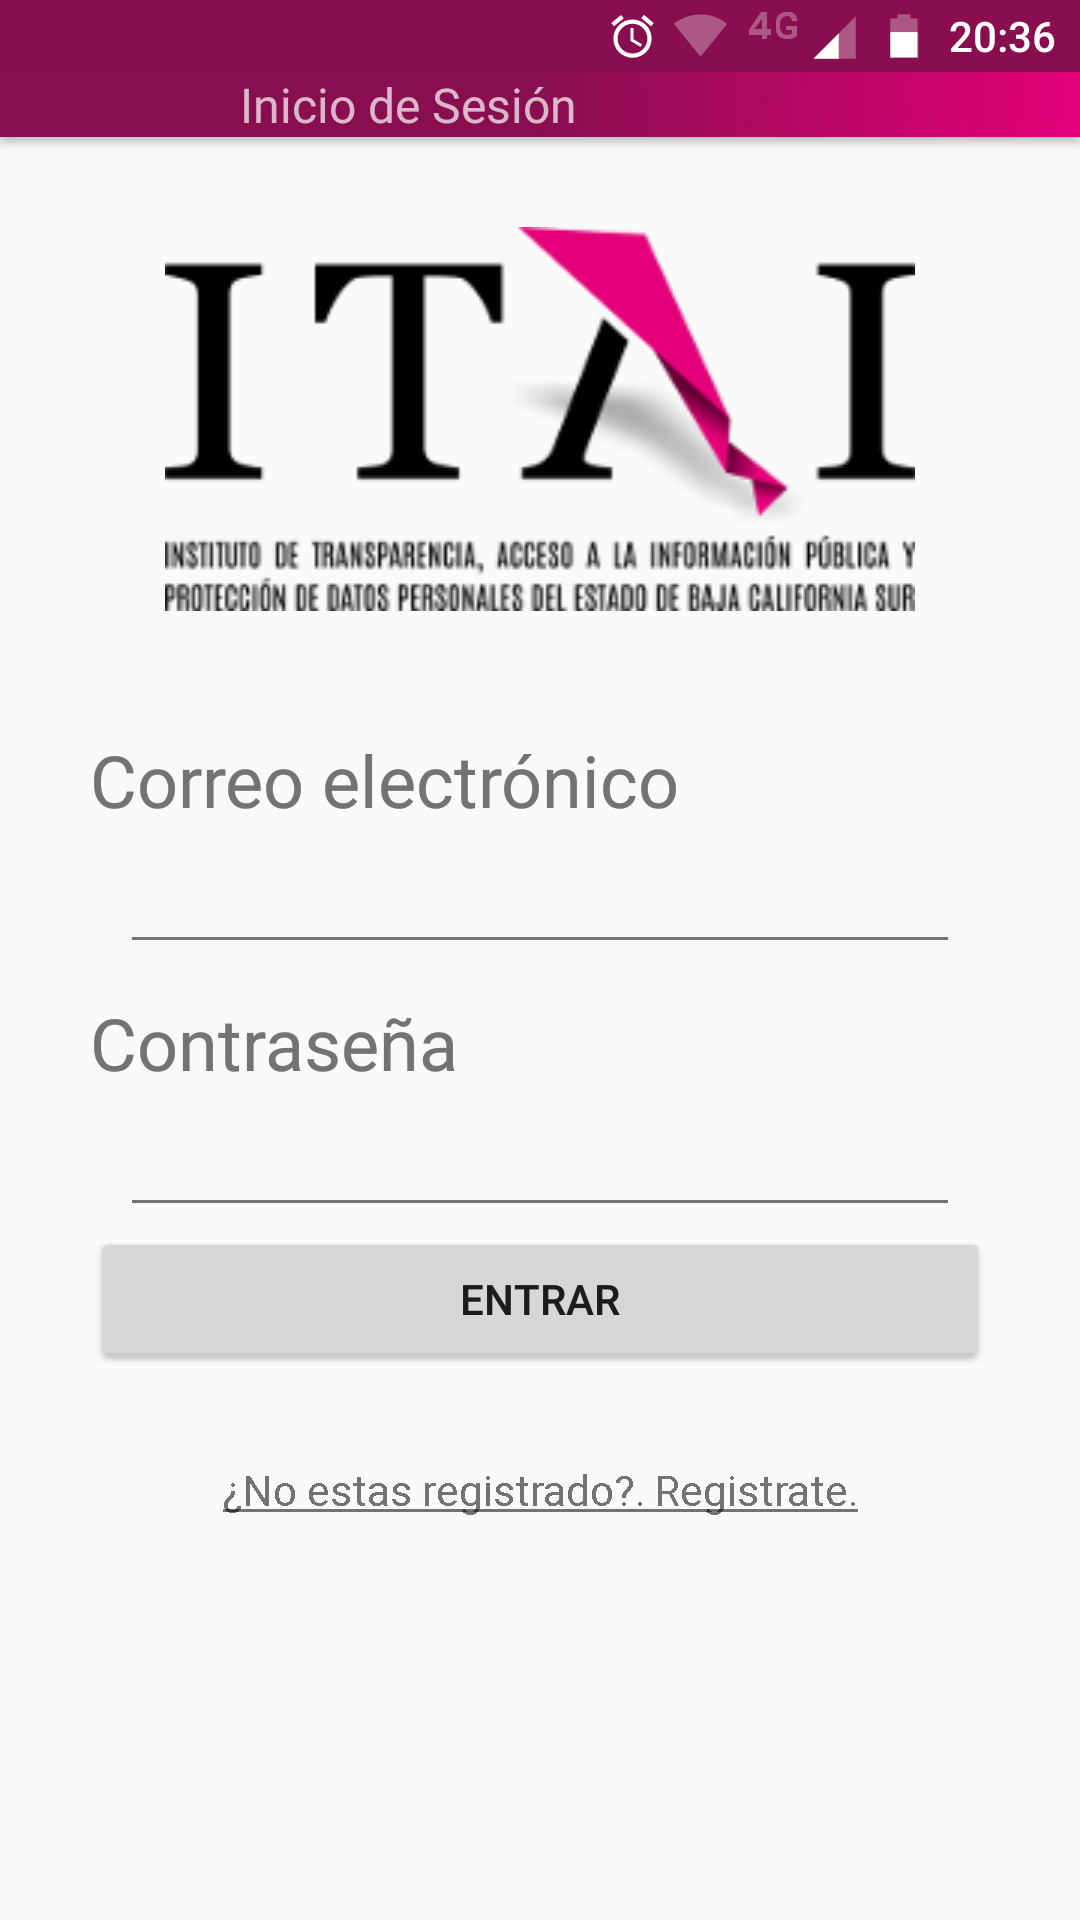 4G 20:36
Inicio de Sesión
ITAI
INSTITUTO DE TRANSPARENCIA, ACCESO A LA INFORMACIÓN PÚBLICA Y
PROTECCIÓN DE DATOS PERSONALES DEL ESTADO DE BAJA CALIFORNIA SUR
Correo electrónico
Contraseña
ENTRAR
¿No estas registrado?. Registrate.